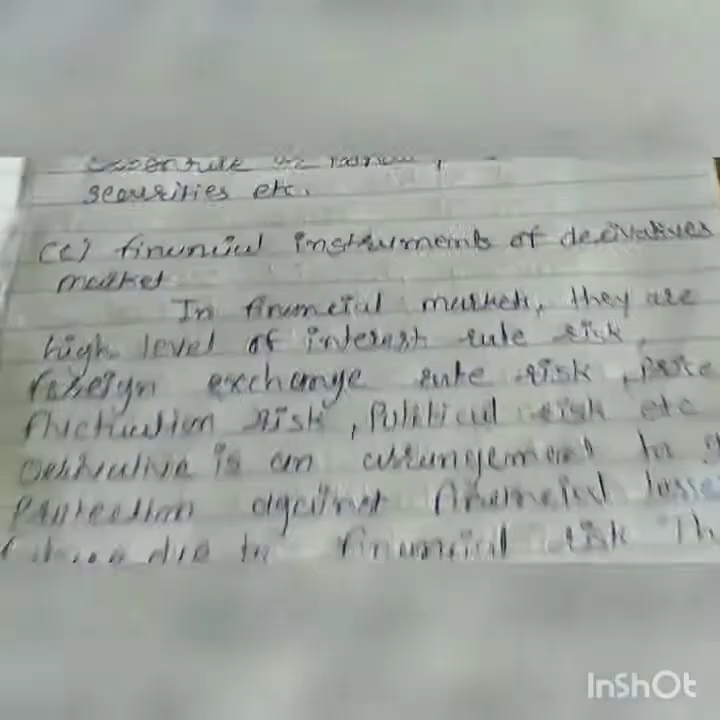 securities etc.
(c) financial instruments of derivatives
market
In financial market, they are
high level of interest rate risk,
foreign exchange rate risk, price
fluctuation risk, political risk etc
Derivative is an arrangement to
protection against financial losse
due to financial risk Th
InShOt